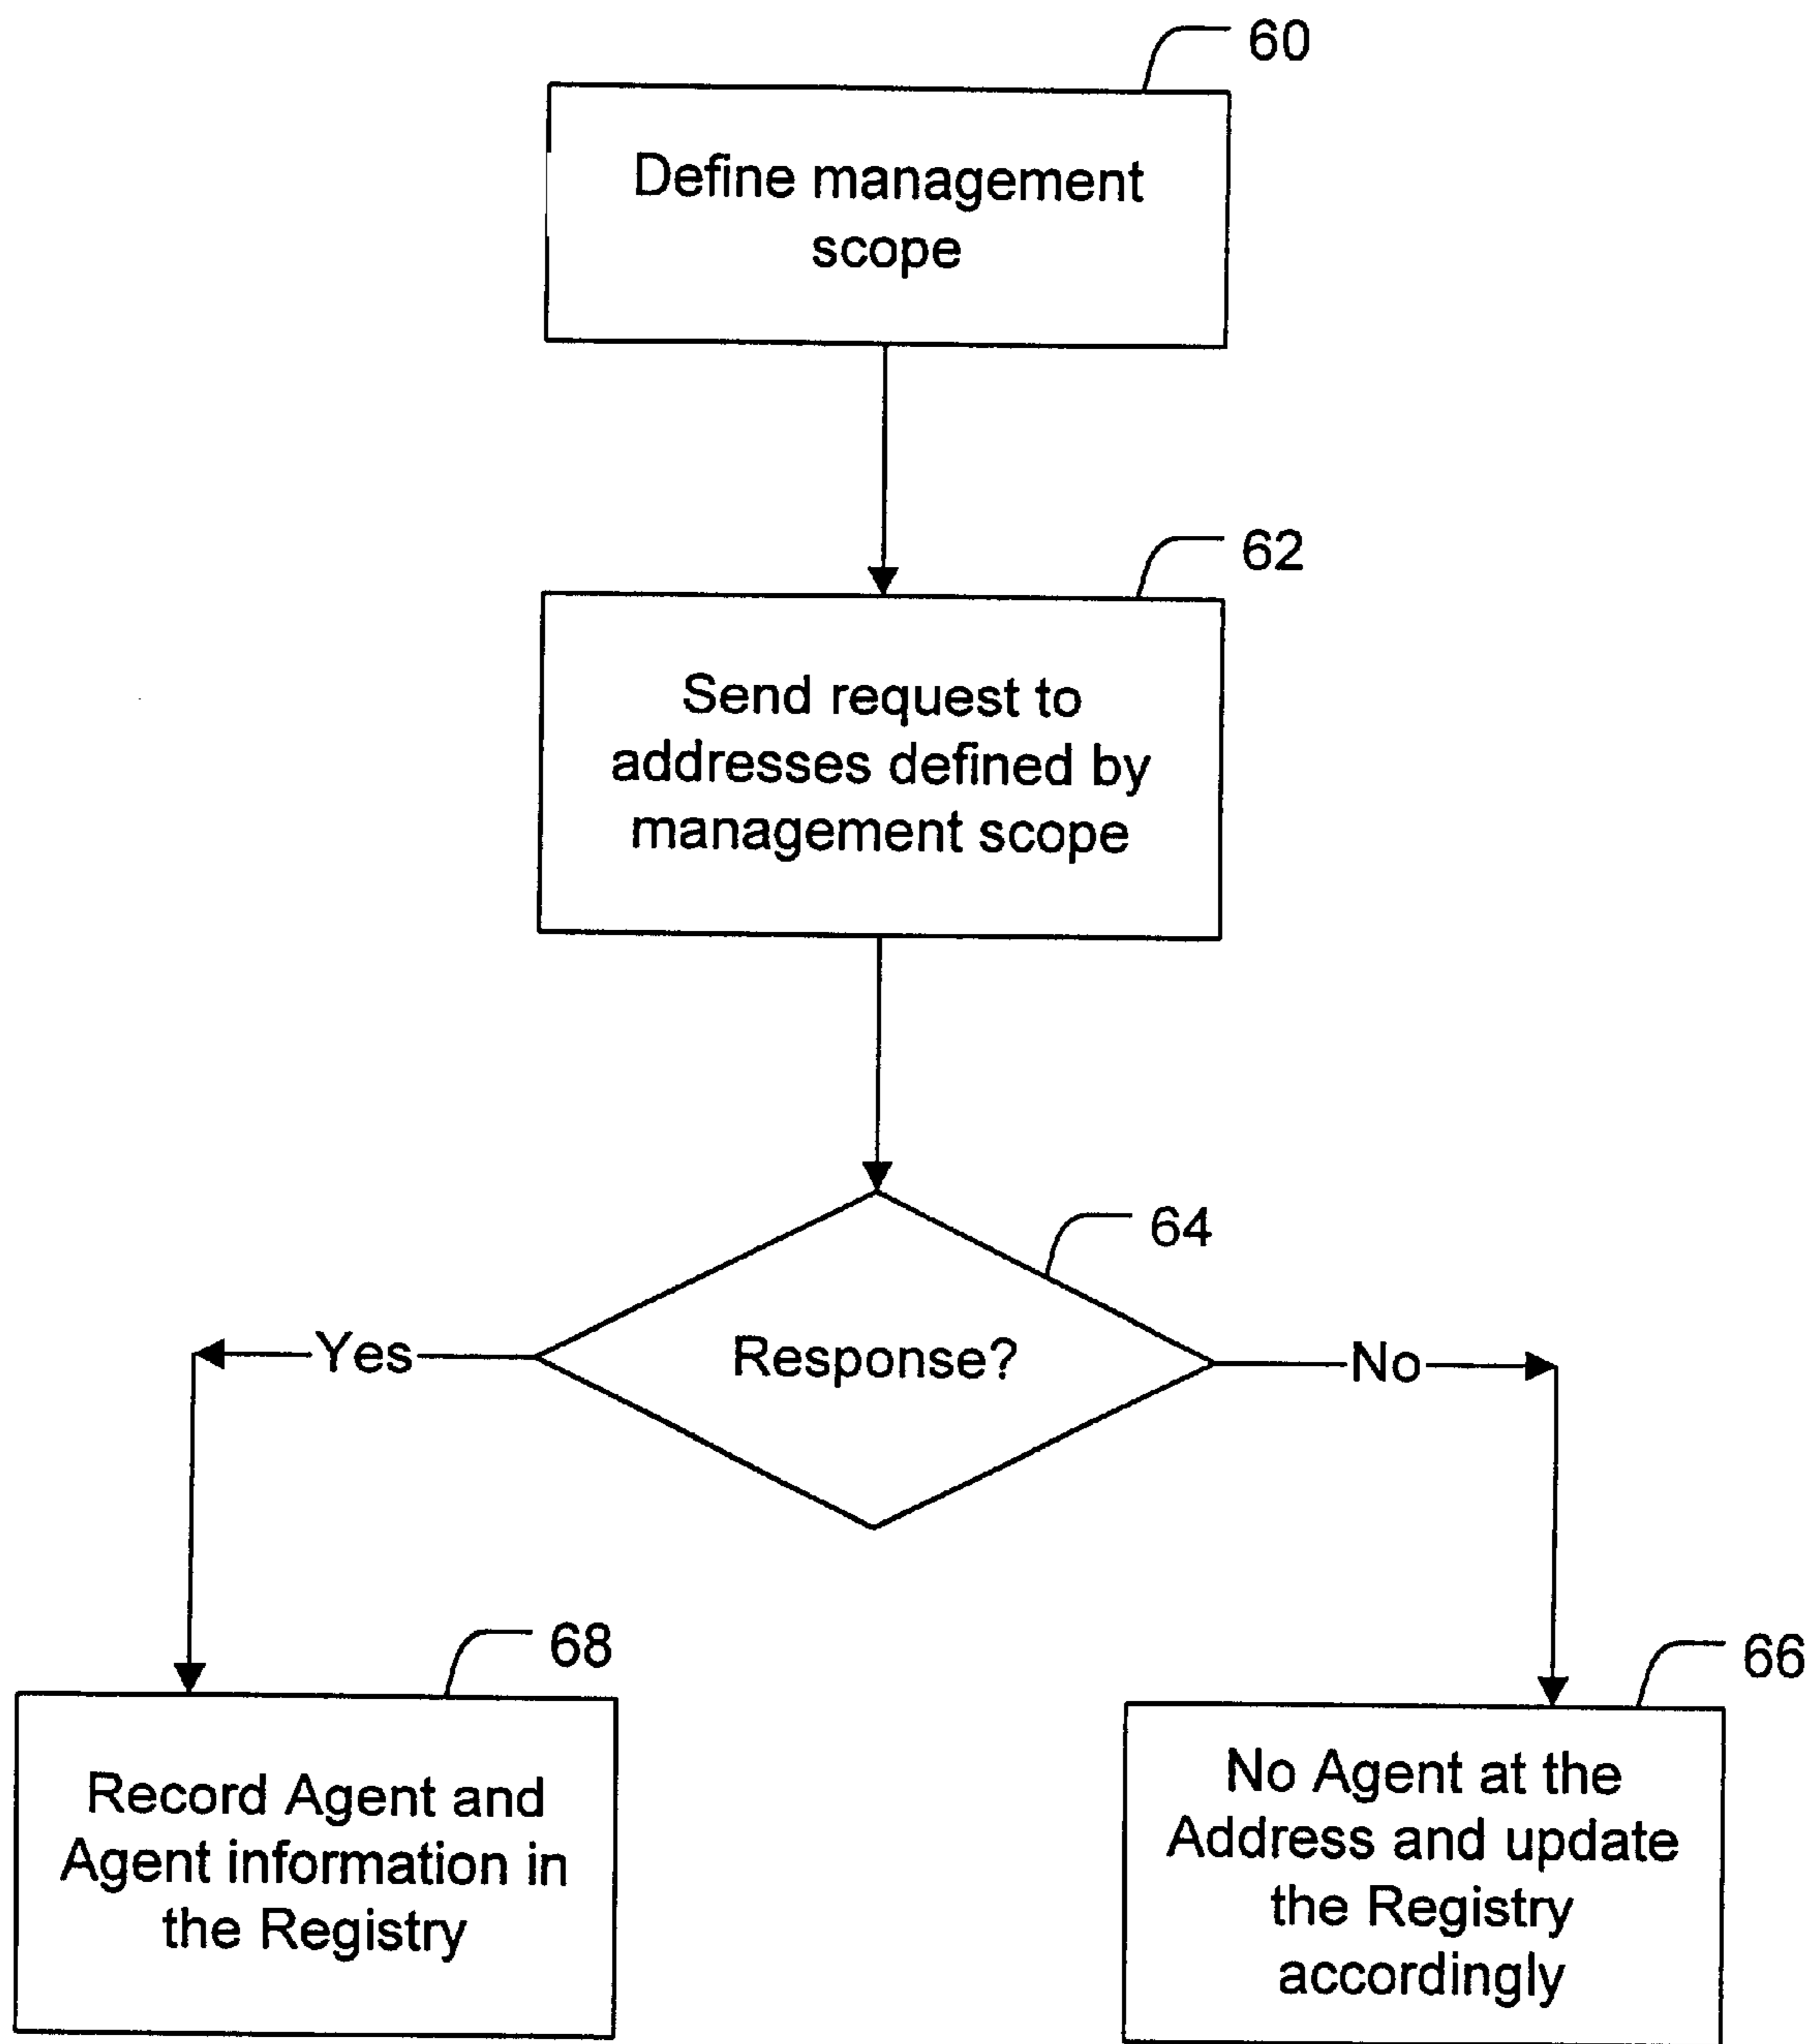 60
Define management
scope
62
Send request to
addresses defined by
management scope
64
Response?
Yes
No
68
Record Agent and
Agent information in
the Registry
66
No Agent at the
Address and update
the Registry
accordingly